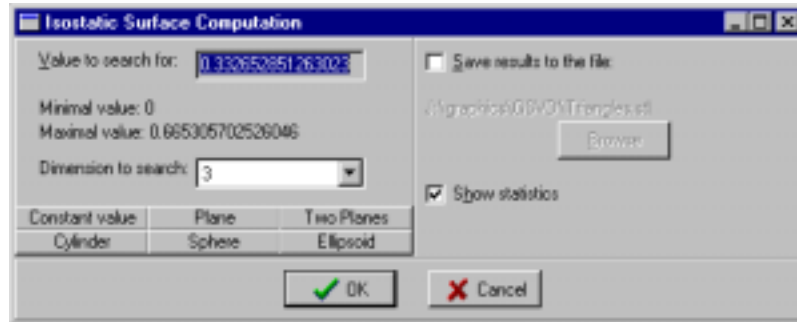 Isostatic Surface Computation
Value to search for: 0.332652851263023
Minimal value: 0
Maximal value: 0.665305702526046
Dimension to search: 3
Constant value Plane Two Planes
Cylinder Sphere Ellipsoid
Save results to the file:
Browse
Show statistics
OK Cancel